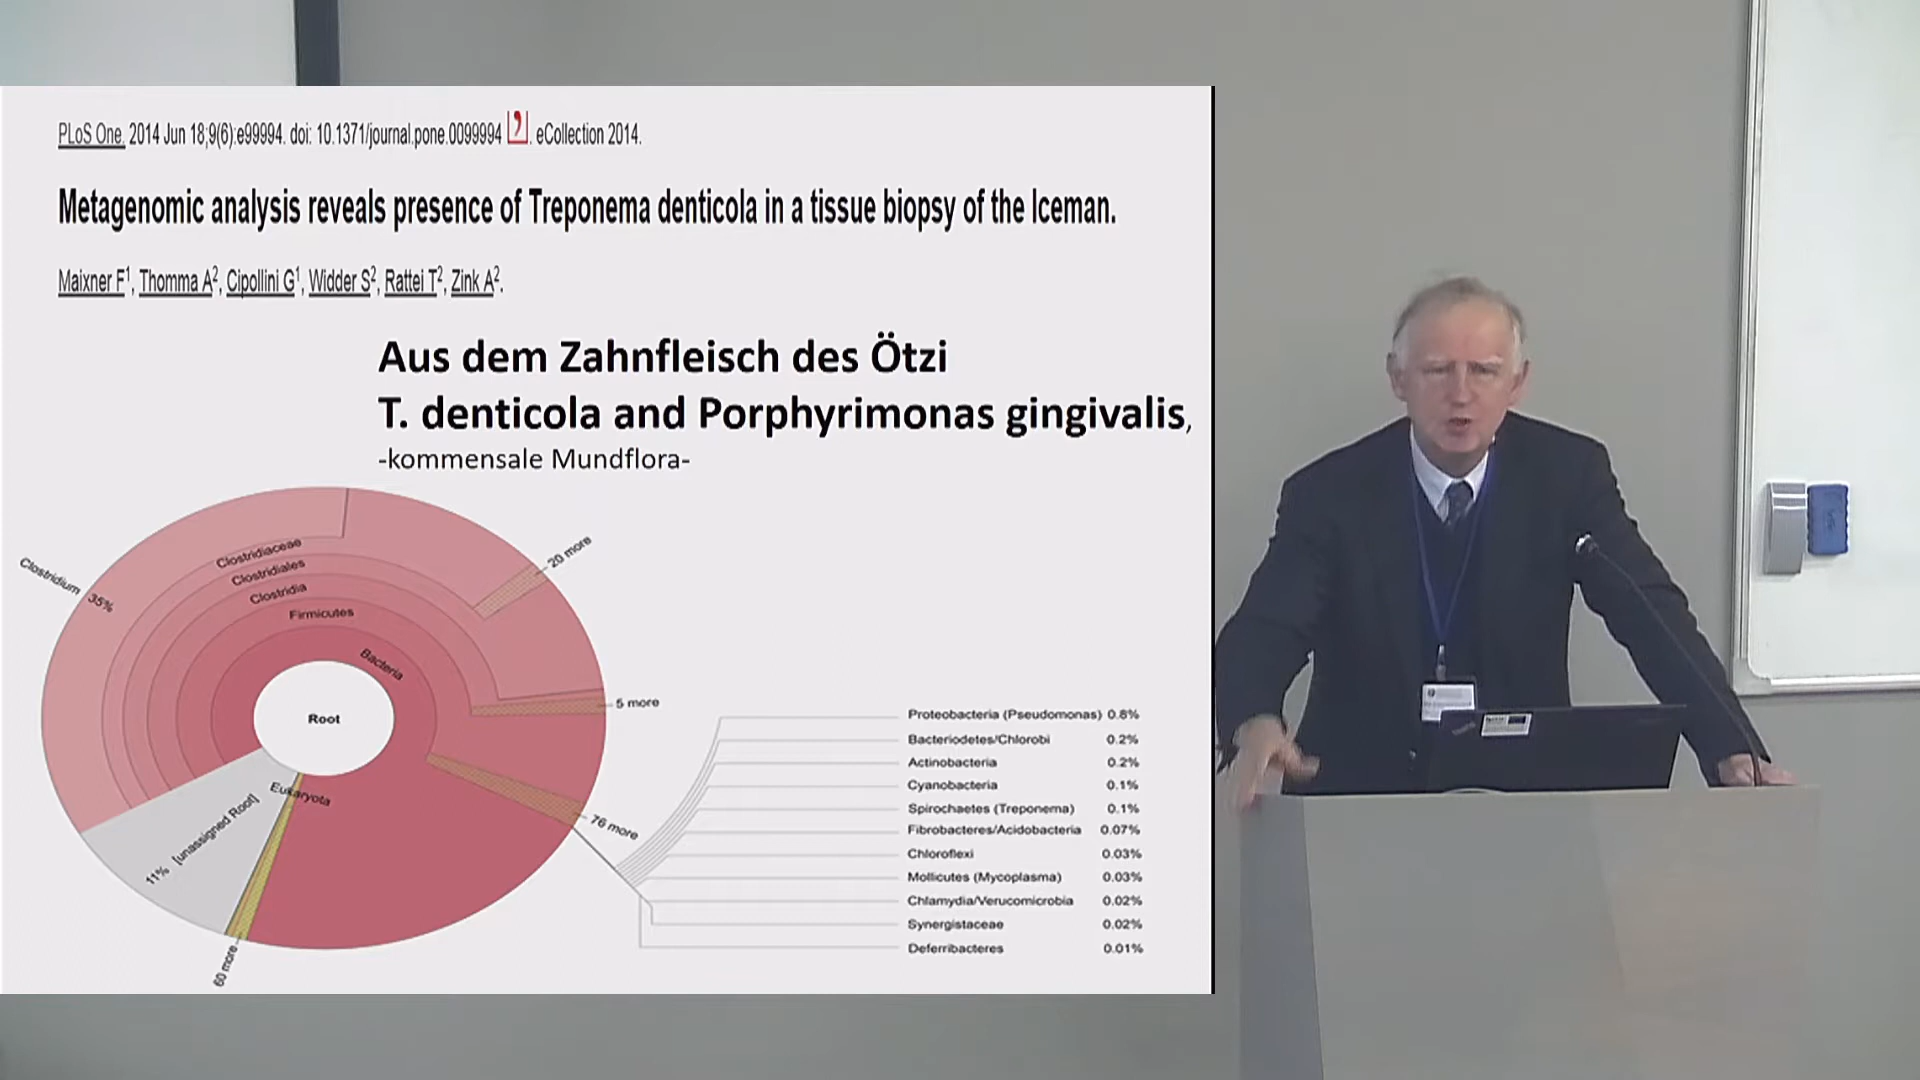 PLoS One. 2014 Jun 18;9(6):e99994. doi: 10.1371/journal.pone.0099994 . eCollection 2014.
Metagenomic analysis reveals presence of Treponema denticola in a tissue biopsy of the Iceman.
Maixner F1, Thomma A2, Cipollini G1, Widder S2, Rattei T2, Zink A2.
Aus dem Zahnfleisch des Ötzi
T. denticola and Porphyrimonas gingivalis,
-kommensale Mundflora-
Clostridium 35%
Clostridiaceae
Clostridiales
Clostridia
Firmicutes
Bacteria
Root
20 more
5 more
76 more
Eukaryota
11% [unassigned Root]
60 more
Proteobacteria (Pseudomonas) 0.8%
Bacteriodetes/Chlorobi 0.2%
Actinobacteria 0.2%
Cyanobacteria 0.1%
Spirochaetes (Treponema) 0.1%
Fibrobacteres/Acidobacteria 0.07%
Chloroflexi 0.03%
Mollicutes (Mycoplasma) 0.03%
Chlamydia/Verucomicrobia 0.02%
Synergistaceae 0.02%
Deferribacteres 0.01%